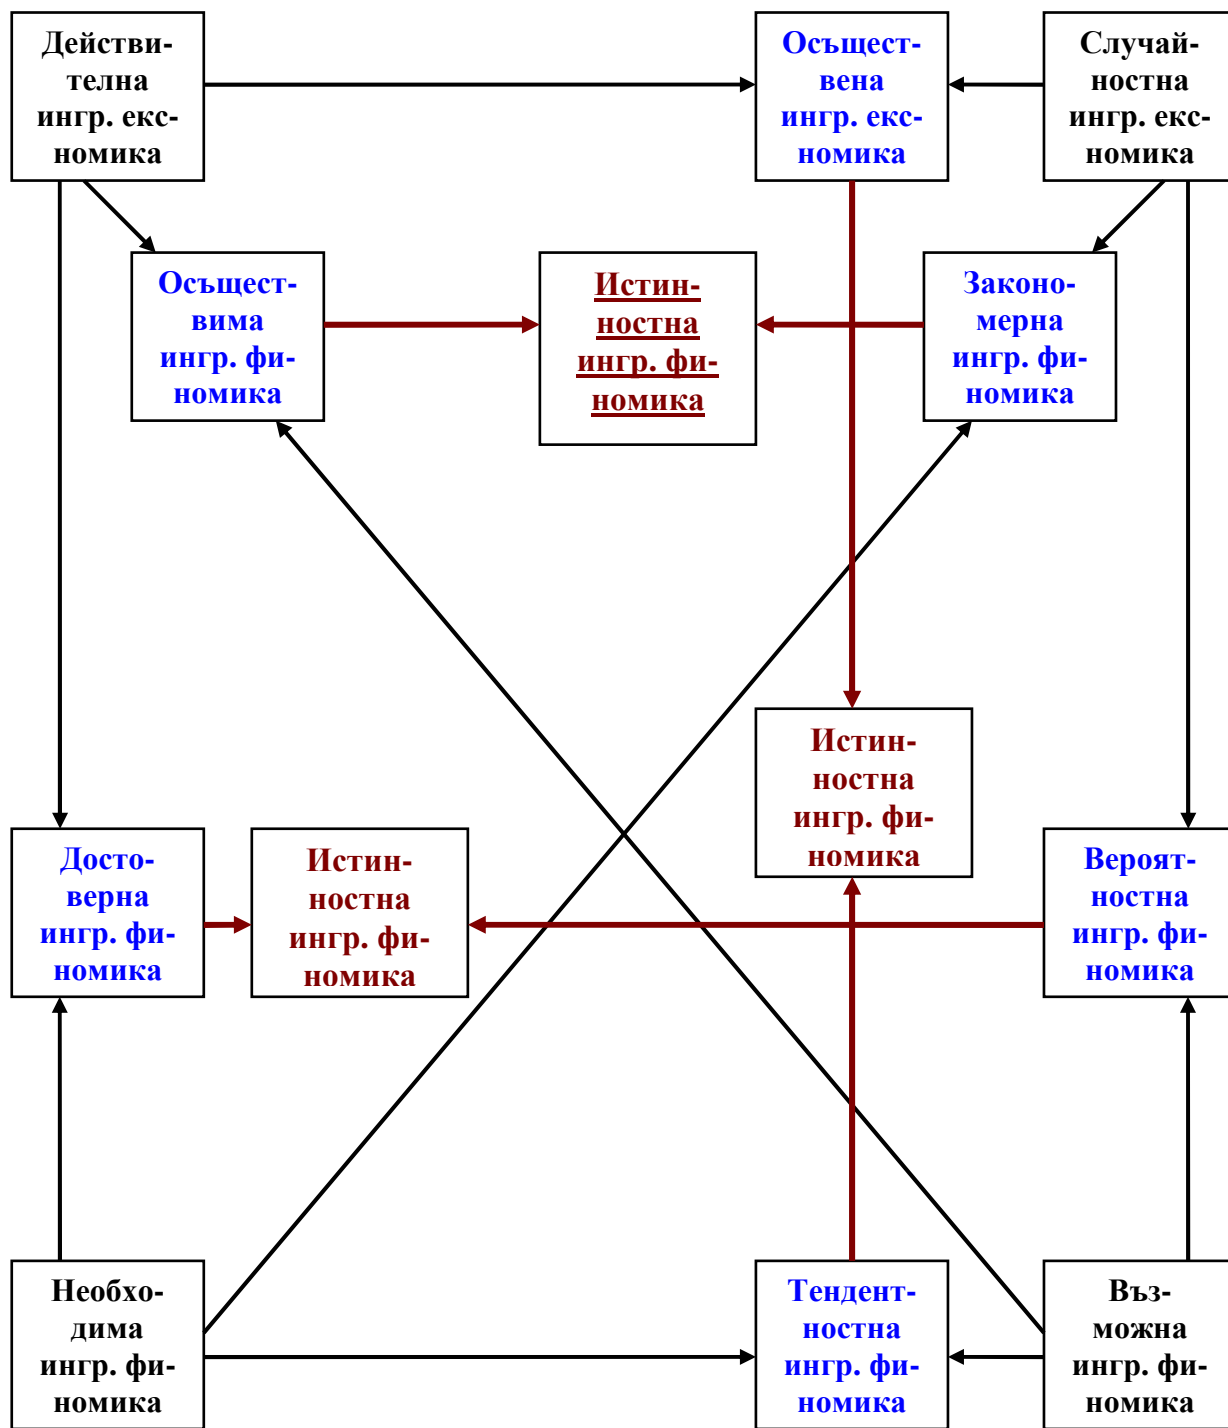 Действи-
телна
ингр. екс-
номика
Осъщест-
вена
ингр. екс-
номика
Случай-
ностна
ингр. екс-
номика
Осъщест-
вима
ингр. фи-
номика
Истин-
ностна
ингр. фи-
номика
Законо-
мерна
ингр. фи-
номика
Истин-
ностна
ингр. фи-
номика
Досто-
верна
ингр. фи-
номика
Истин-
ностна
ингр. фи-
номика
Вероят-
ностна
ингр. фи-
номика
Необхо-
дима
ингр. фи-
номика
Тендент-
ностна
ингр. фи-
номика
Въз-
можна
ингр. фи-
номика